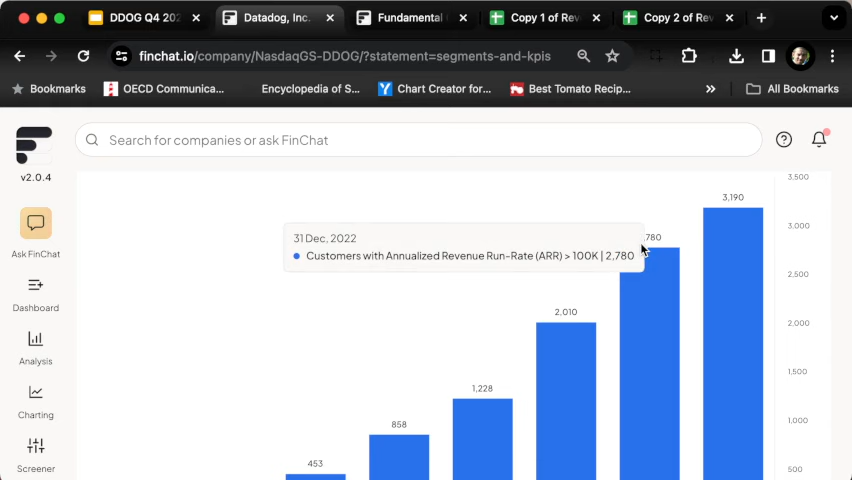 DDOG Q4 202
Datadog, Inc.
Fundamental
Copy 1 of Rev
Copy 2 of Rev
finchat.io/company/NasdaqGS-DDOG/?statement=segments-and-kpis
Bookmarks
OECD Communica...
Encyclopedia of S...
Chart Creator for...
Best Tomato Recip...
All Bookmarks
v2.0.4
Search for companies or ask FinChat
Ask FinChat
Dashboard
Analysis
Charting
Screener
31 Dec, 2022
Customers with Annualized Revenue Run-Rate (ARR) > 100K | 2,780
453
858
1,228
2,010
,780
3,190
3,500
3,000
2,500
2,000
1,500
1,000
500